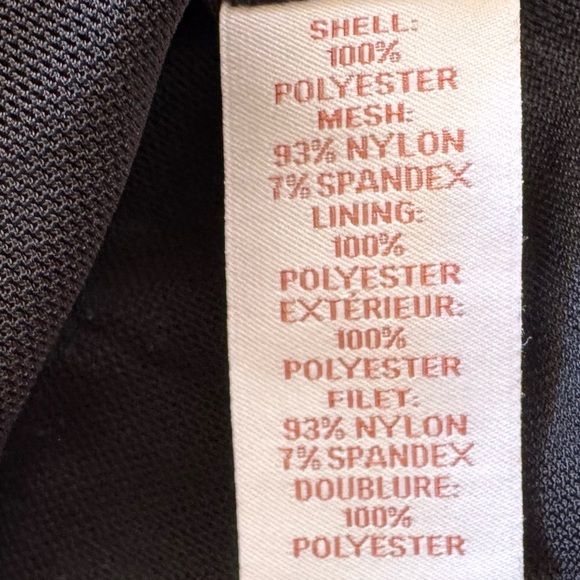 SHELL:
100%
POLYESTER
MESH:
93% NYLON
7% SPANDEX
LINING:
100%
POLYESTER
EXTÉRIEUR:
100%
POLYESTER
FILET:
93% NYLON
7% SPANDEX
DOUBLURE:
100%
POLYESTER